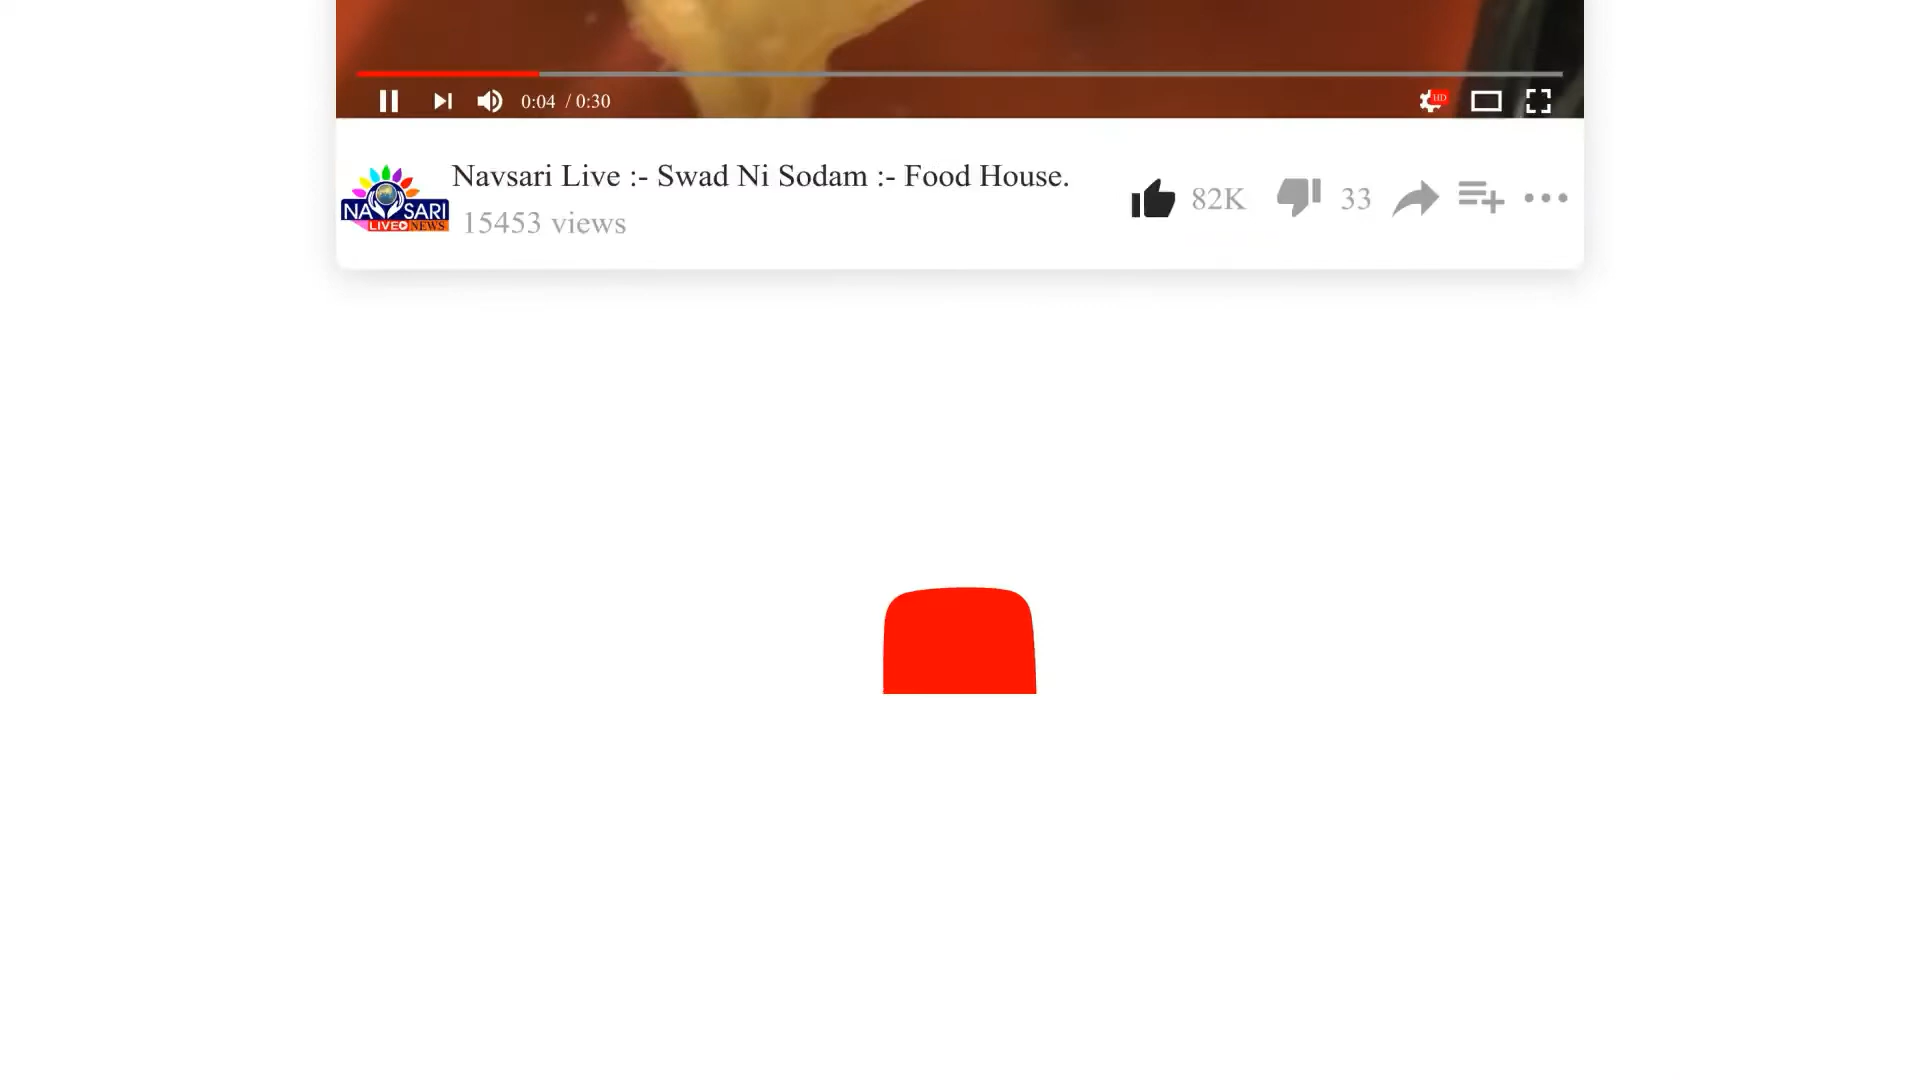 0:04 / 0:30
HD
Navsari Live :- Swad Ni Sodam :- Food House.
82K
33
NAVSARI
LIVE NEWS
15453 views